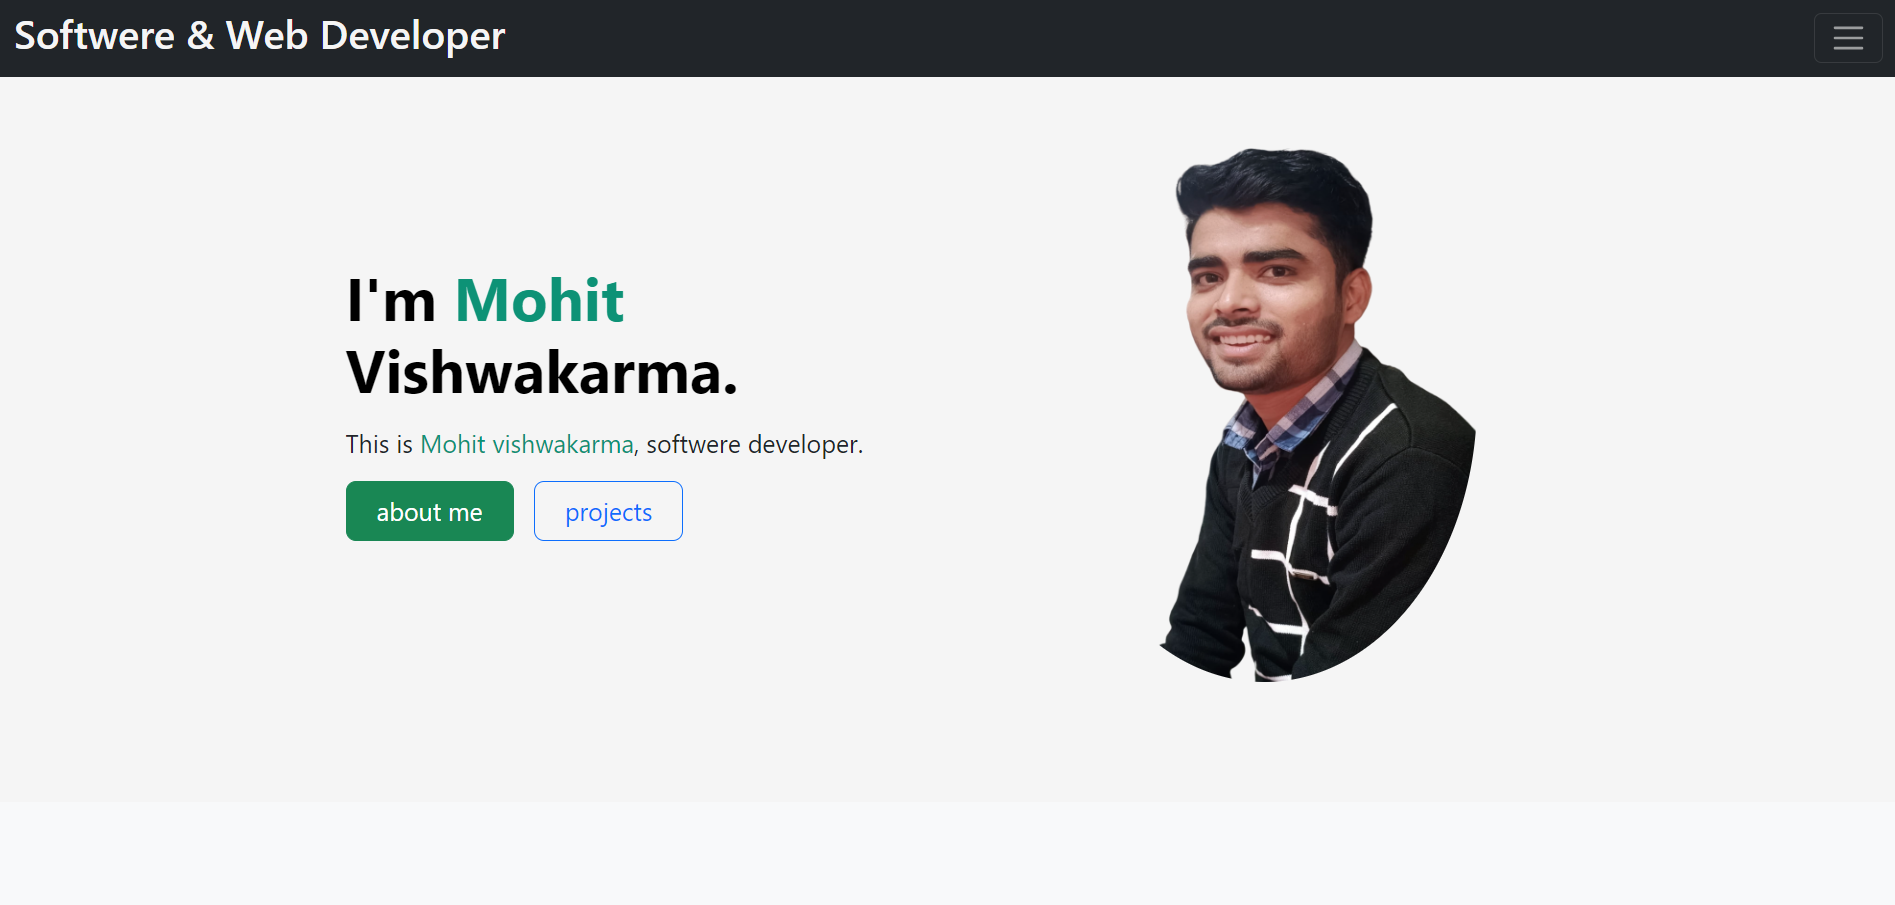 Softwere & Web Developer
I'm Mohit
Vishwakarma.
This is Mohit vishwakarma, softwere developer.
about me
projects